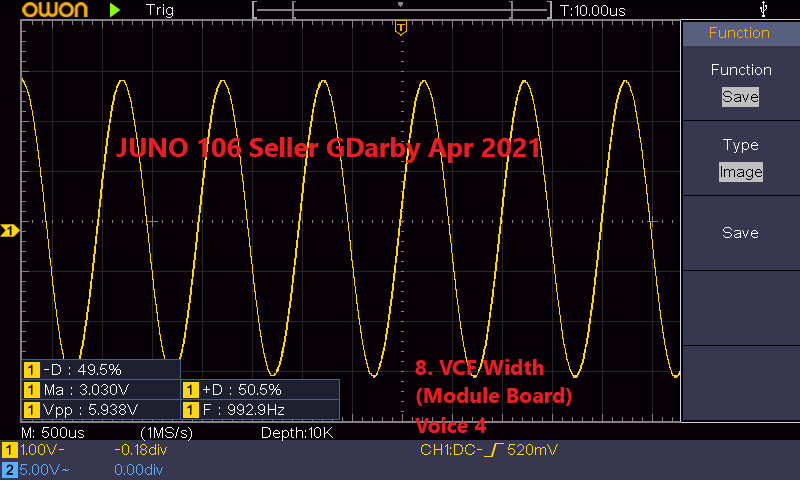 owon Trig T T:10.00us
Function
Function
Save
Type
Image
Save
JUNO 106 Seller GDarby Apr 2021
1
1 -D : 49.5%
1 Ma : 3.030V 1 +D : 50.5%
1 Vpp : 5.938V 1 F : 992.9Hz
8. VCF Width
(Module Board)
Voice 4
M: 500us (1MS/s) Depth:10K
1 1.00V- -0.18div CH1:DC- 520mV
2 5.00V~ 0.00div